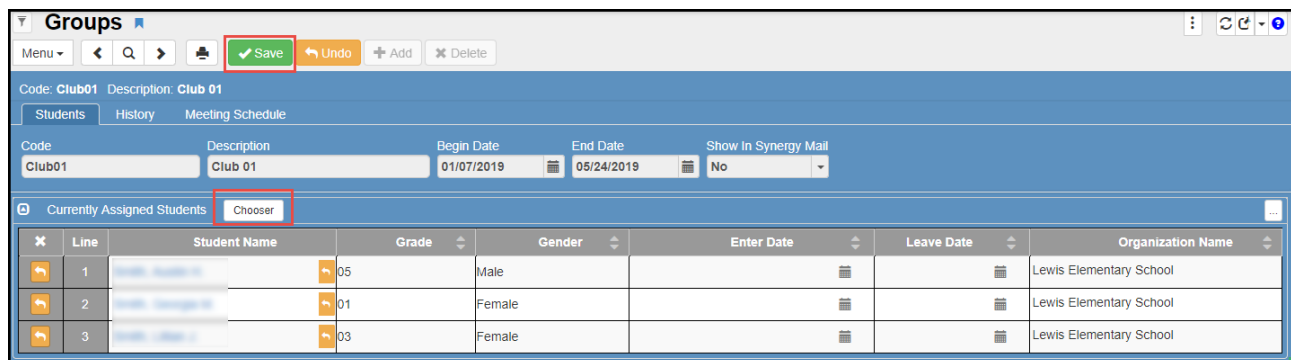 Groups
Menu Save Undo Add Delete
Code: Club01 Description: Club 01
Students History Meeting Schedule
Code Description Begin Date End Date Show In Synergy Mail
Club01 Club 01 01/07/2019 05/24/2019 No
Currently Assigned Students Chooser ...
Line Student Name Grade Gender Enter Date Leave Date Organization Name
1 05 Male Lewis Elementary School
2 01 Female Lewis Elementary School
3 03 Female Lewis Elementary School